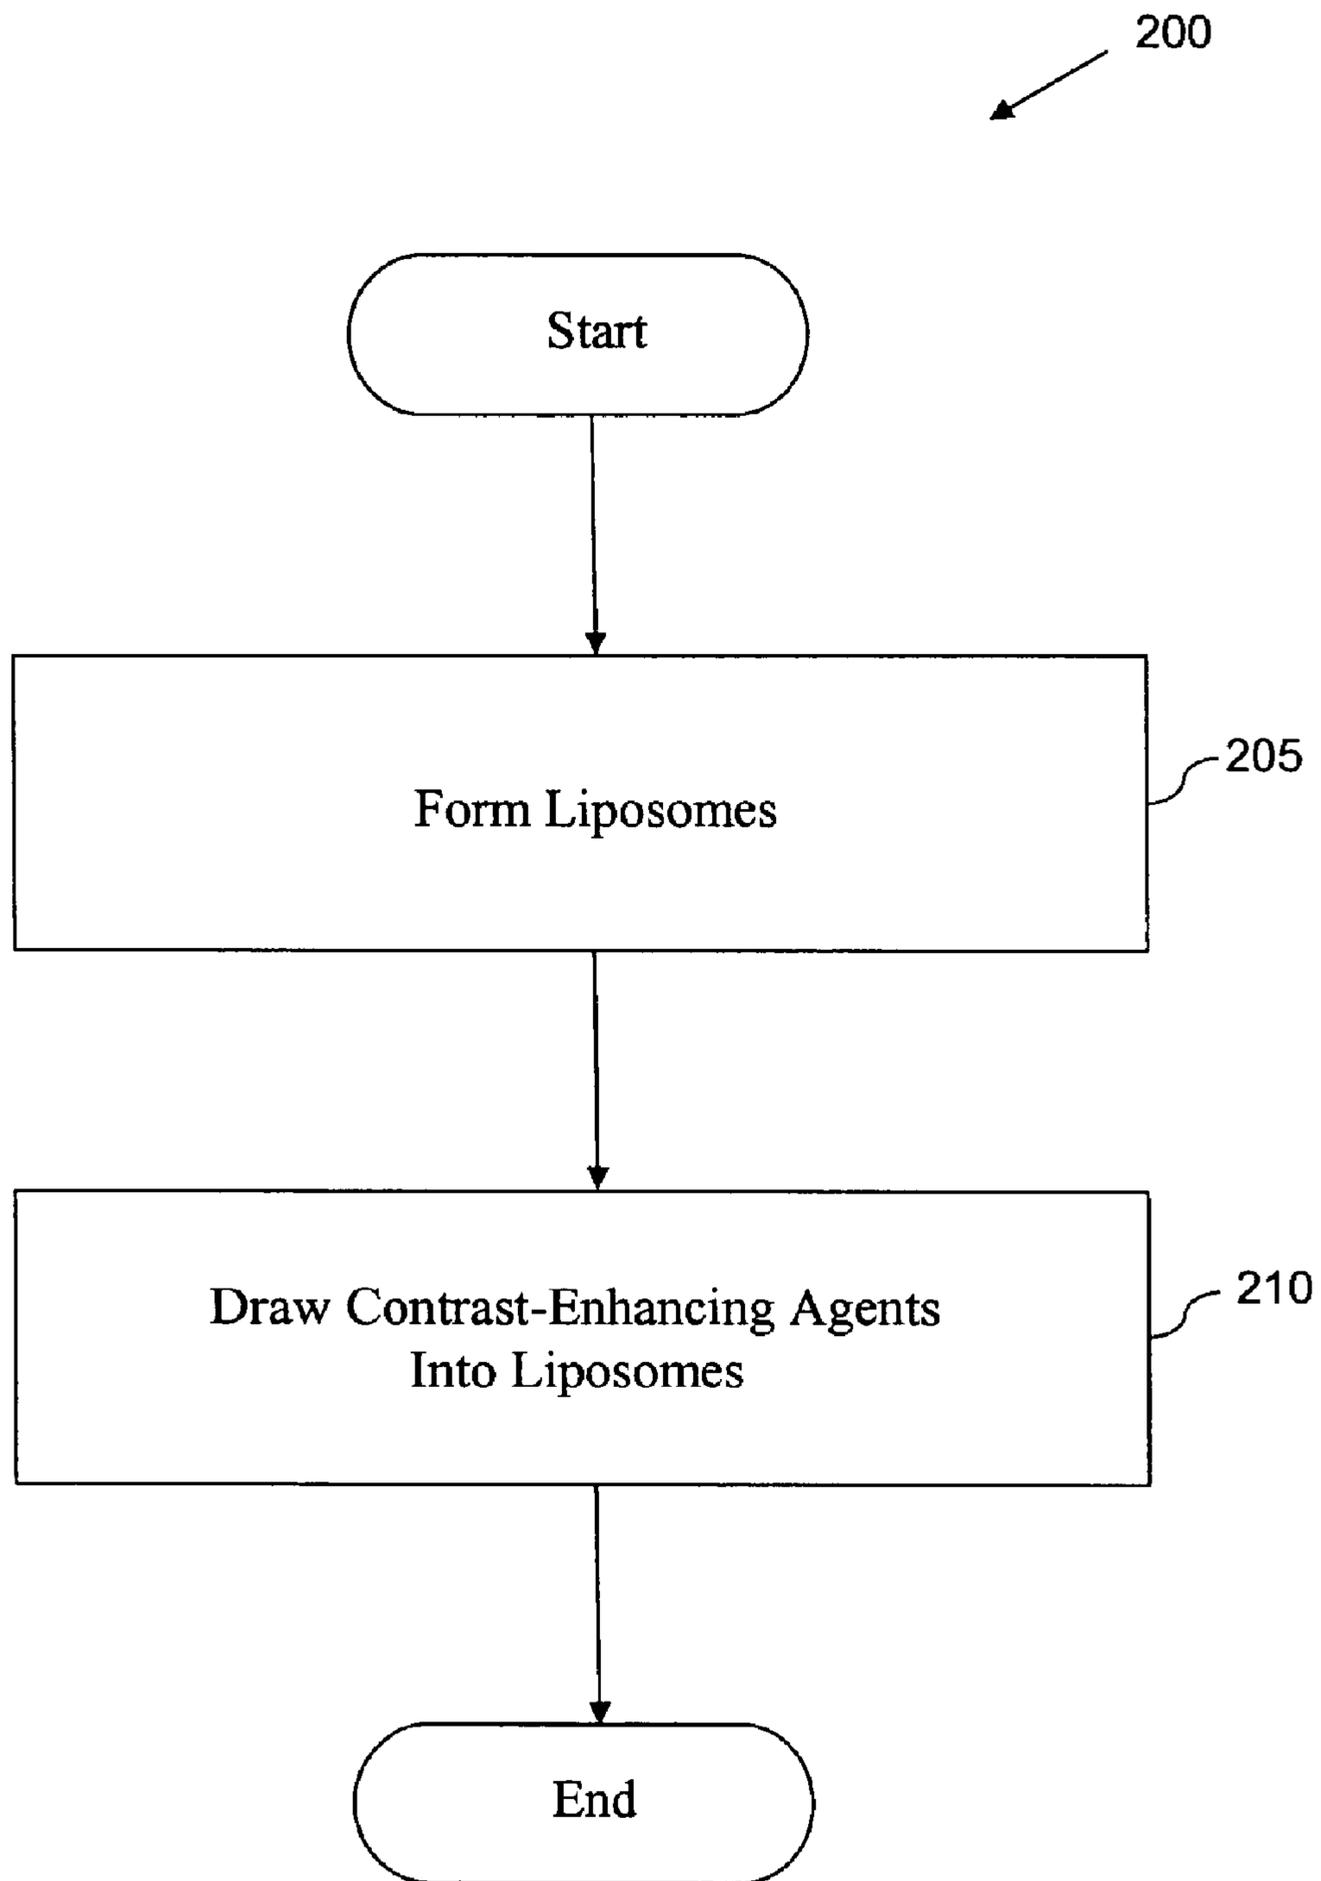 200
Start
Form Liposomes
205
Draw Contrast-Enhancing Agents
Into Liposomes
210
End